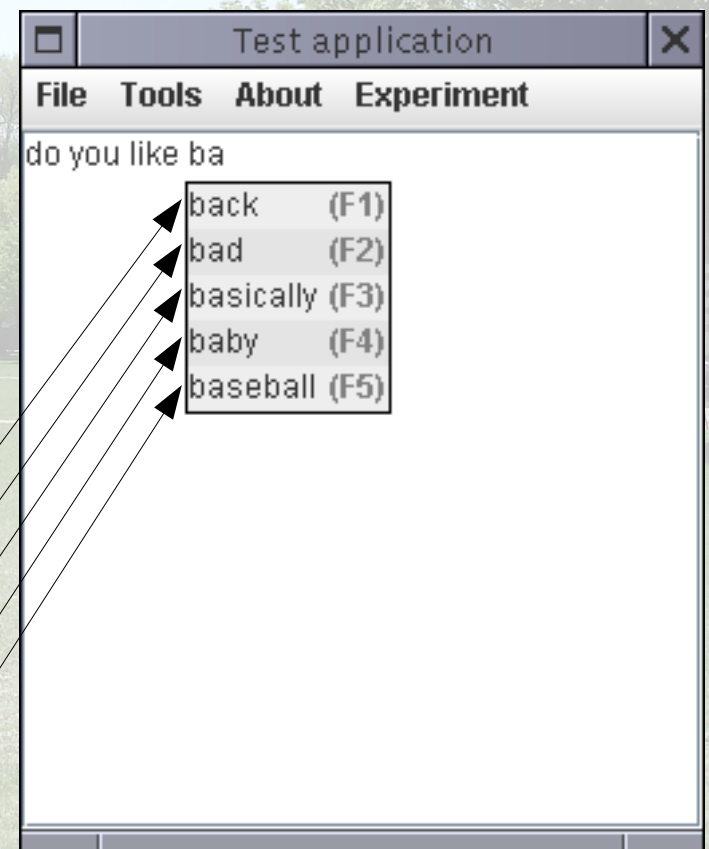 Test application
File Tools About Experiment
do you like ba
back (F1)
bad (F2)
basically (F3)
baby (F4)
baseball (F5)